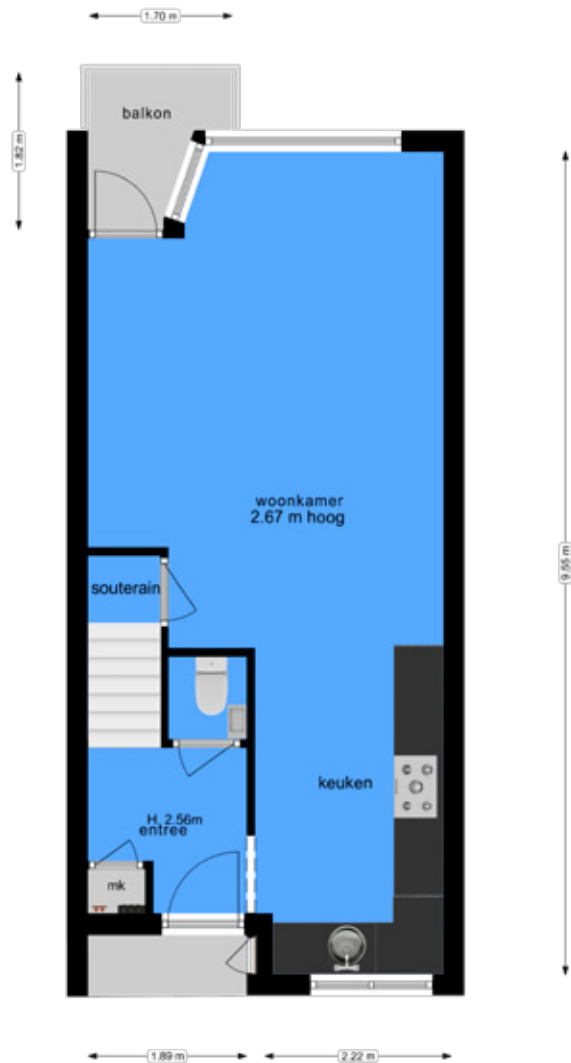 1.70 m
1.82 m
balkon
woonkamer
2.67 m hoog
9.55 m
souterain
keuken
H, 2.56m
entree
mk
1.89 m
2.22 m